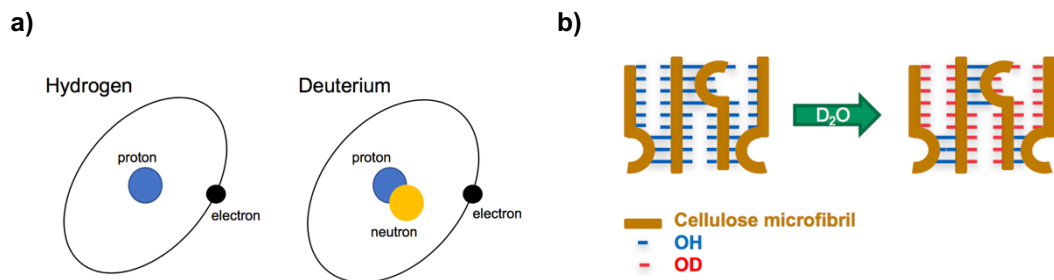 a)
Hydrogen
proton
electron
Deuterium
proton
neutron
electron
b)
D₂O
Cellulose microfibril
OH
OD